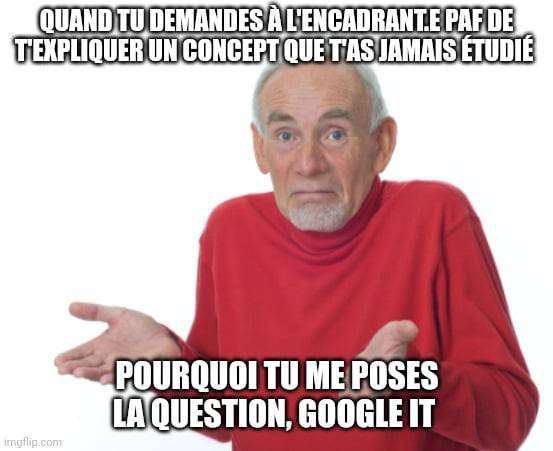 QUAND TU DEMANDES À L'ENCADRANT.E PAF DE
T'EXPLIQUER UN CONCEPT QUE T'AS JAMAIS ÉTUDIÉ
POURQUOI TU ME POSES
LA QUESTION, GOOGLE IT
imgflip.com